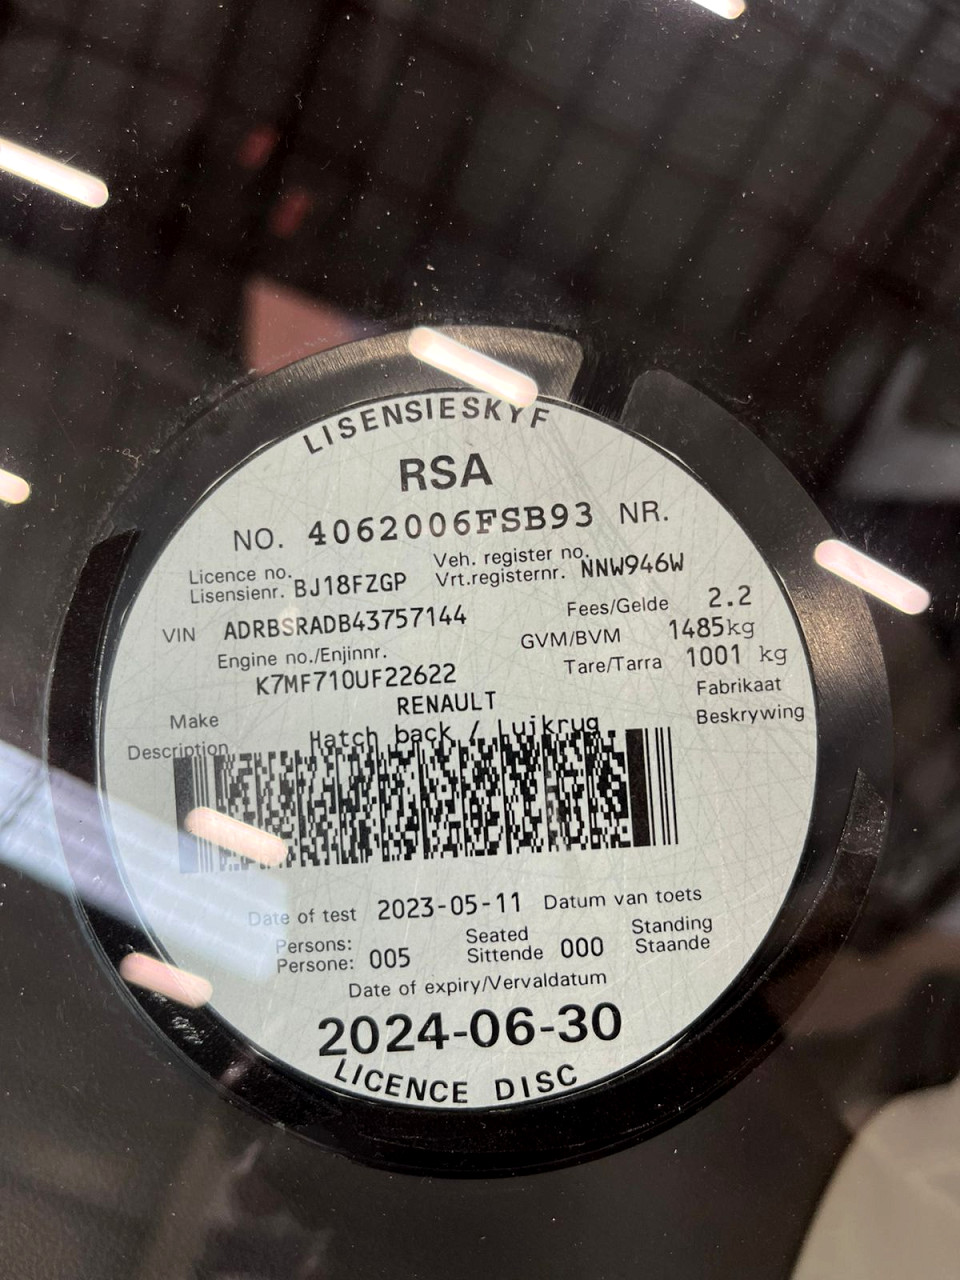 LISENSIESKYF
RSA
NO. 4062006FSB93 NR.
Licence no. Veh. register no.
Lisensienr. BJ18FZGP Vrt.registernr. NNW946W
VIN ADRBSRADB43757144 Fees/Gelde 2.2
Engine no./Enjinnr. GVM/BVM 1485kg
K7MF710UF22622 Tare/Tarra 1001 kg
Make RENAULT Fabrikaat
Description Hatch back / Luikrug Beskrywing
Date of test 2023-05-11 Datum van toets
Persons: Seated Standing
Persone: 005 Sittende 000 Staande
Date of expiry/Vervaldatum
2024-06-30
LICENCE DISC